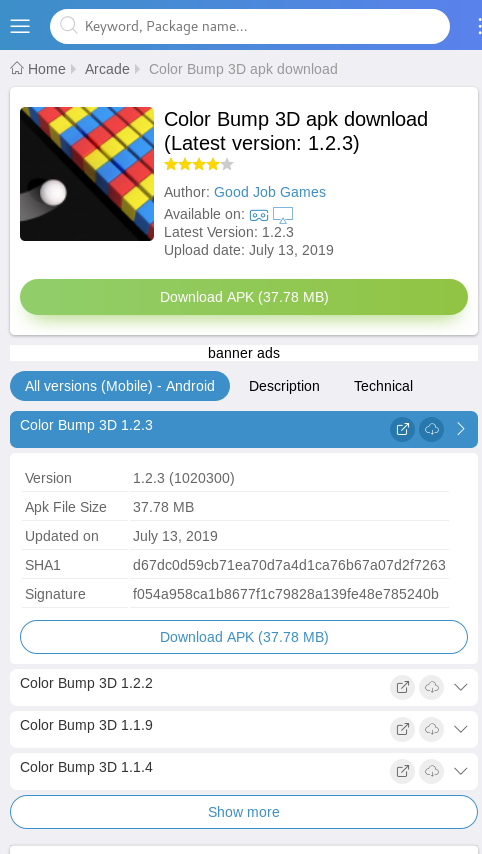 Keyword, Package name...
Home Arcade Color Bump 3D apk download
Color Bump 3D apk download
(Latest version: 1.2.3)
Author: Good Job Games
Available on:
Latest Version: 1.2.3
Upload date: July 13, 2019
Download APK (37.78 MB)
banner ads
All versions (Mobile) - Android Description Technical
Color Bump 3D 1.2.3
Version 1.2.3 (1020300)
Apk File Size 37.78 MB
Updated on July 13, 2019
SHA1 d67dc0d59cb71ea70d7a4d1ca76b67a07d2f7263
Signature f054a958ca1b8677f1c79828a139fe48e785240b
Download APK (37.78 MB)
Color Bump 3D 1.2.2
Color Bump 3D 1.1.9
Color Bump 3D 1.1.4
Show more